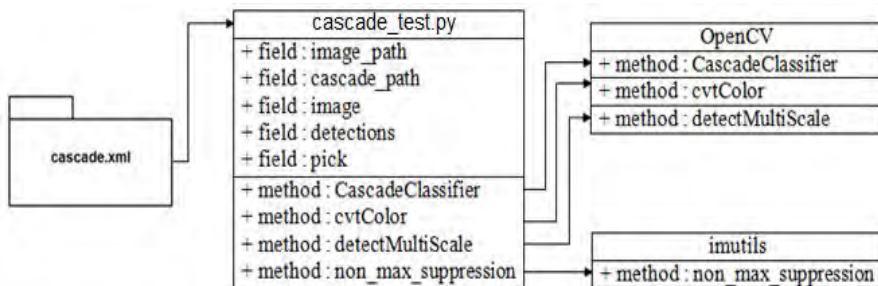 cascade.xml
cascade_test.py
+ field : image_path
+ field : cascade_path
+ field : image
+ field : detections
+ field : pick
+ method : CascadeClassifier
+ method : cvtColor
+ method : detectMultiScale
+ method : non_max_suppression
OpenCV
+ method : CascadeClassifier
+ method : cvtColor
+ method : detectMultiScale
imutils
+ method : non_max_suppression